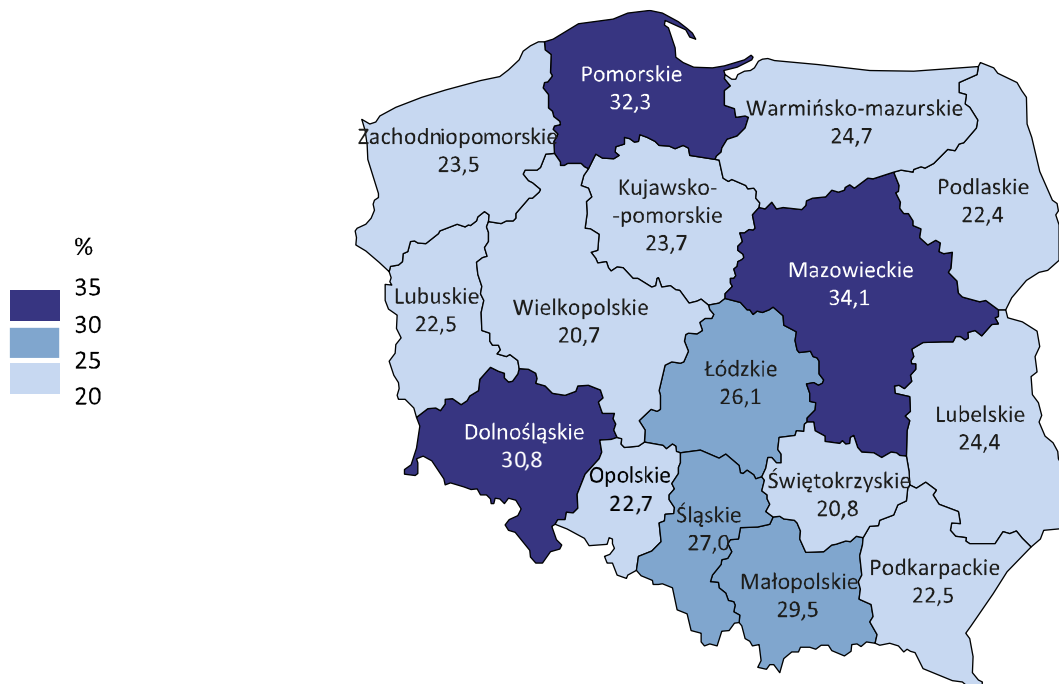 Pomorskie
32,3
Warmińsko-mazurskie
24,7
Zachodniopomorskie
23,5
Kujawsko-
-pomorskie
23,7
Podlaskie
22,4
%
35
30
25
20
Lubuskie
22,5
Wielkopolskie
20,7
Mazowieckie
34,1
Łódzkie
26,1
Lubelskie
24,4
Dolnośląskie
30,8
Opolskie
22,7
Świętokrzyskie
20,8
Śląskie
27,0
Małopolskie
29,5
Podkarpackie
22,5